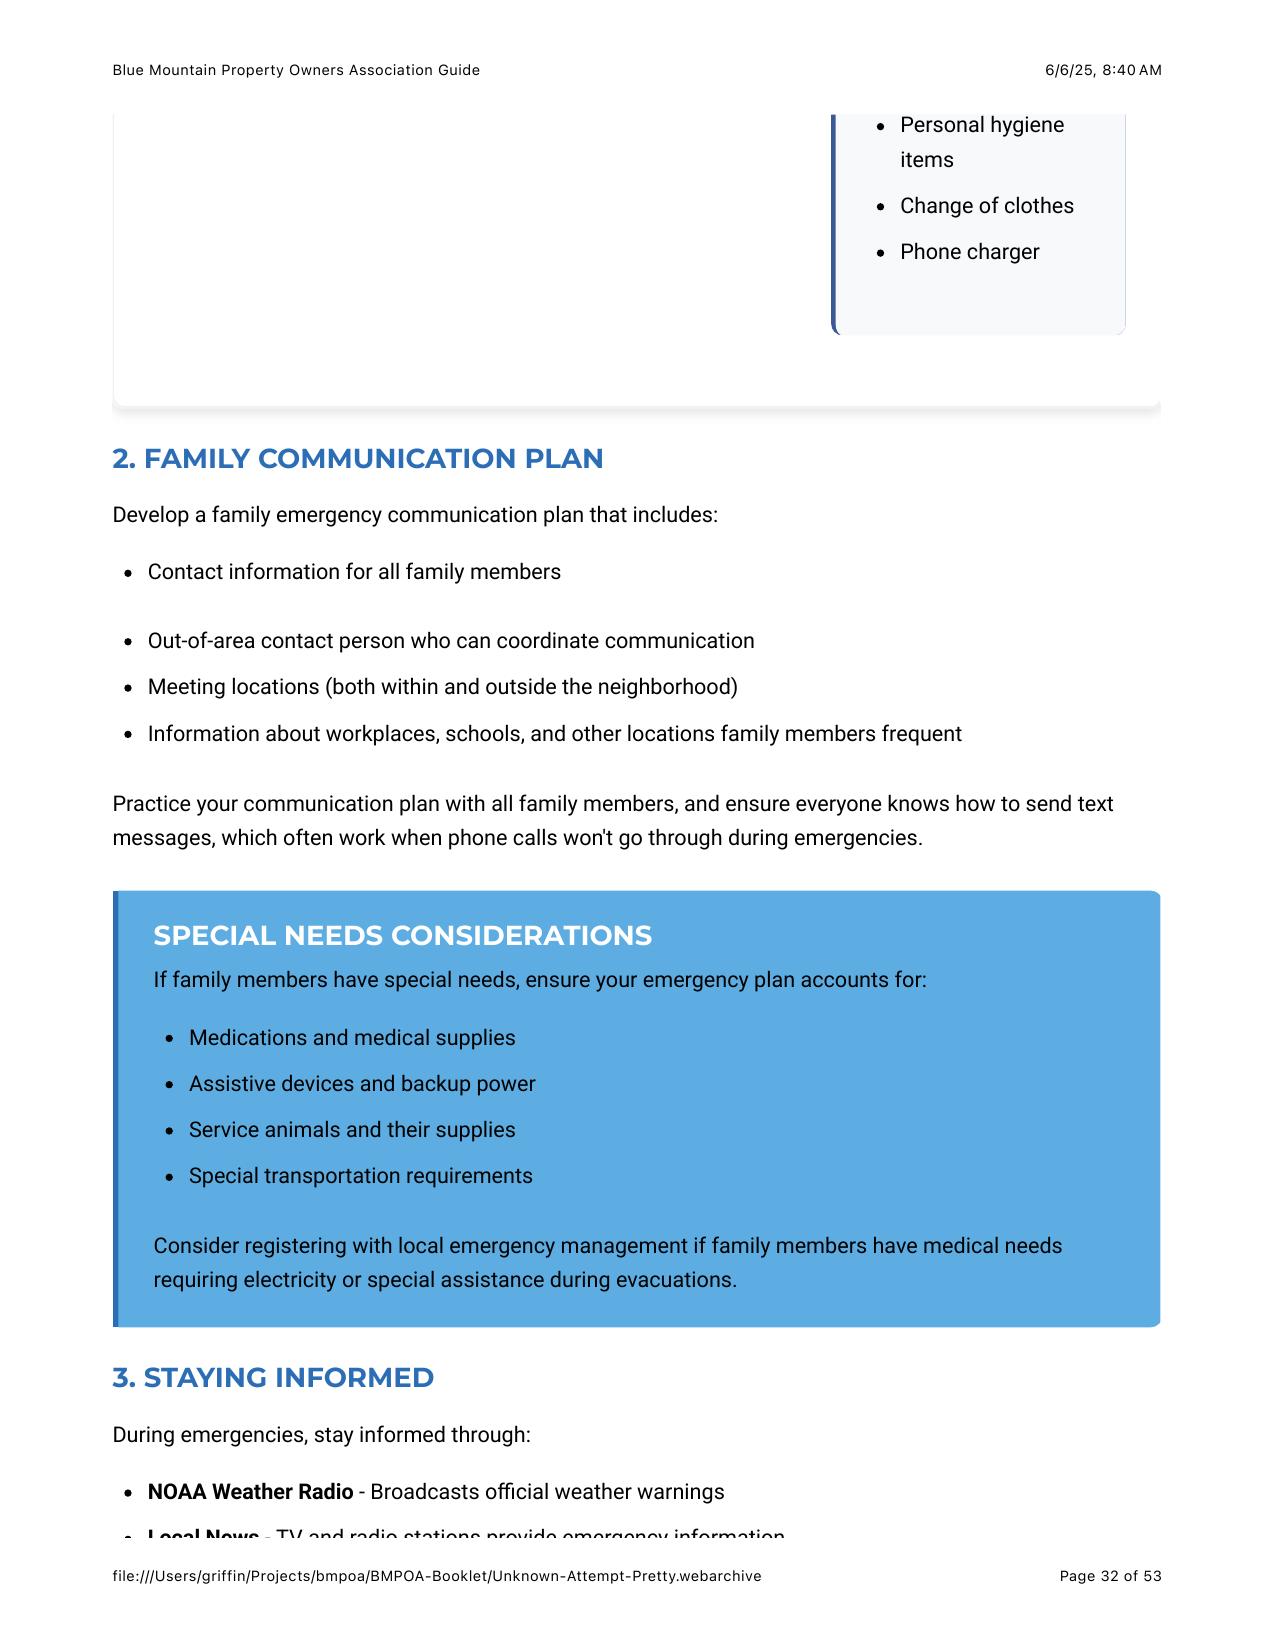 Blue Mountain Property Owners Association Guide
6/6/25, 8:40 AM
• Personal hygiene
items
• Change of clothes
• Phone charger
2. FAMILY COMMUNICATION PLAN
Develop a family emergency communication plan that includes:
• Contact information for all family members
• Out-of-area contact person who can coordinate communication
• Meeting locations (both within and outside the neighborhood)
• Information about workplaces, schools, and other locations family members frequent
Practice your communication plan with all family members, and ensure everyone knows how to send text
messages, which often work when phone calls won't go through during emergencies.
SPECIAL NEEDS CONSIDERATIONS
If family members have special needs, ensure your emergency plan accounts for:
• Medications and medical supplies
• Assistive devices and backup power
• Service animals and their supplies
• Special transportation requirements
Consider registering with local emergency management if family members have medical needs
requiring electricity or special assistance during evacuations.
3. STAYING INFORMED
During emergencies, stay informed through:
• NOAA Weather Radio - Broadcasts official weather warnings
• Local News - TV and radio stations provide emergency information
file:///Users/griffin/Projects/bmpoa/BMPOA-Booklet/Unknown-Attempt-Pretty.webarchive
Page 32 of 53